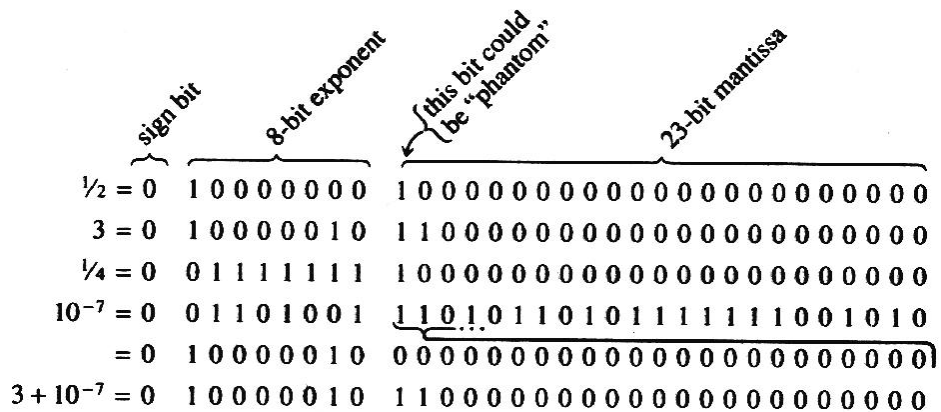 sign bit
8-bit exponent
this bit could
be “phantom”
23-bit mantissa
½ = 0 1 0 0 0 0 0 0 0 1 0 0 0 0 0 0 0 0 0 0 0 0 0 0 0 0 0 0 0 0 0 0
3 = 0 1 0 0 0 0 0 1 0 1 1 0 0 0 0 0 0 0 0 0 0 0 0 0 0 0 0 0 0 0 0 0
¼ = 0 0 1 1 1 1 1 1 1 1 0 0 0 0 0 0 0 0 0 0 0 0 0 0 0 0 0 0 0 0 0 0
10⁻⁷ = 0 0 1 1 0 1 0 0 1 1 1 0 1 0 1 1 0 1 0 1 1 1 1 1 1 1 0 0 1 0 1 0
...
= 0 1 0 0 0 0 0 1 0 0 0 0 0 0 0 0 0 0 0 0 0 0 0 0 0 0 0 0 0 0 0 1
3 + 10⁻⁷ = 0 1 0 0 0 0 0 1 0 1 1 0 0 0 0 0 0 0 0 0 0 0 0 0 0 0 0 0 0 0 0 0